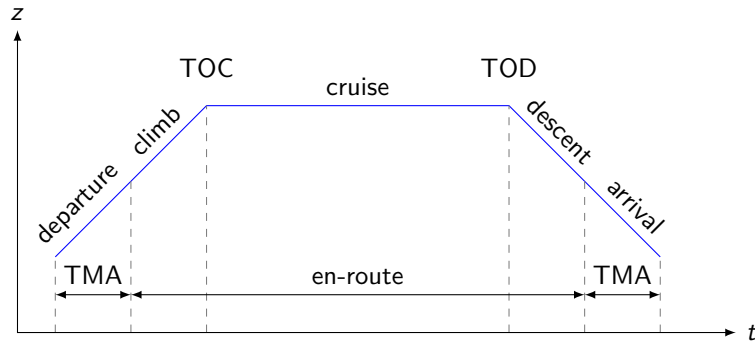 z
TOC
TOD
cruise
climb
descent
departure
arrival
TMA
en-route
TMA
t